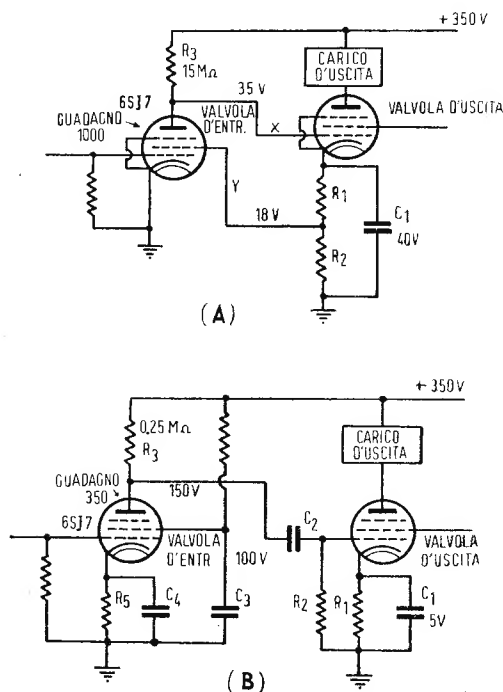 + 350 V
R3
15 MΩ
CARICO
D'USCITA
6SJ7
35 V
GUADAGNO
1000
VALVOLA
D'ENTR.
X
VALVOLA D'USCITA
Y
18 V
R1
R2
C1
40V
(A)
+ 350 V
0,25 MΩ
R3
CARICO
D'USCITA
GUADAGNO
350
150V
6SJ7
C2
VALVOLA
D'ENTR
100 V
VALVOLA
D'USCITA
R5
C4
C3
R2
R1
C1
5V
(B)